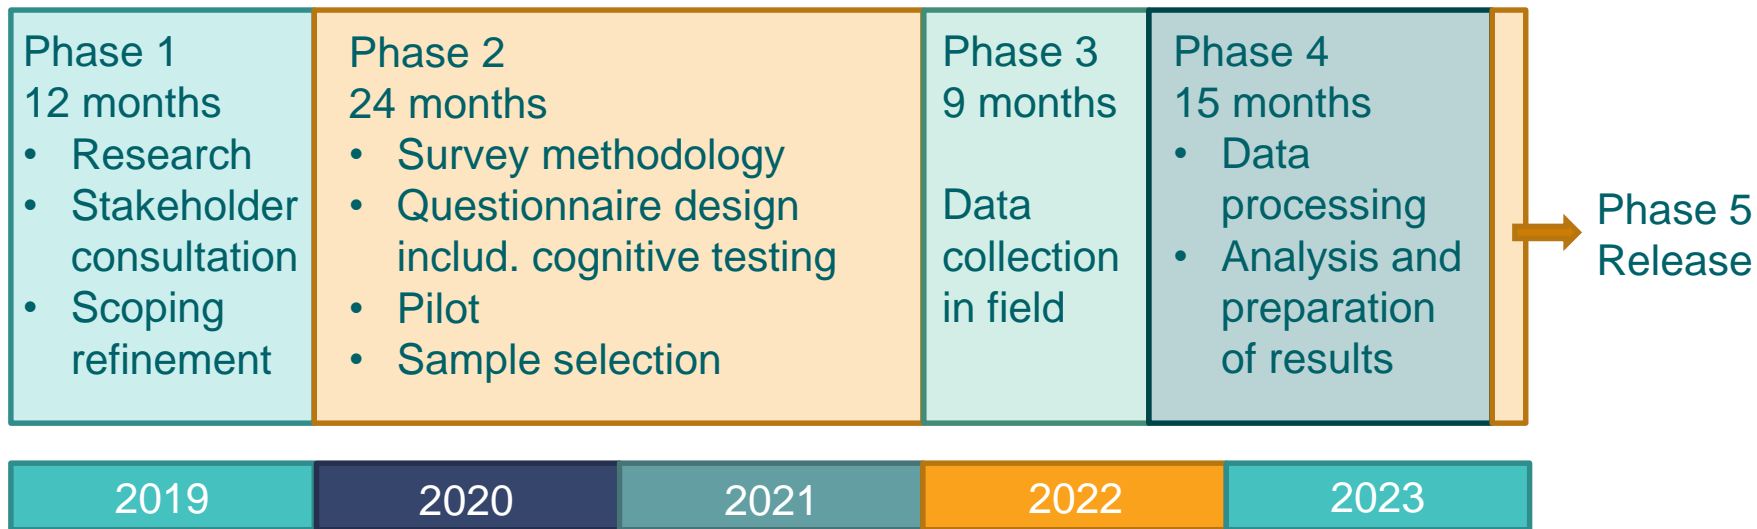 Phase 1
12 months
• Research
• Stakeholder
consultation
• Scoping
refinement
Phase 2
24 months
• Survey methodology
• Questionnaire design
includ. cognitive testing
• Pilot
• Sample selection
Phase 3
9 months
Data
collection
in field
Phase 4
15 months
• Data
processing
• Analysis and
preparation
of results
Phase 5
Release
2019
2020
2021
2022
2023